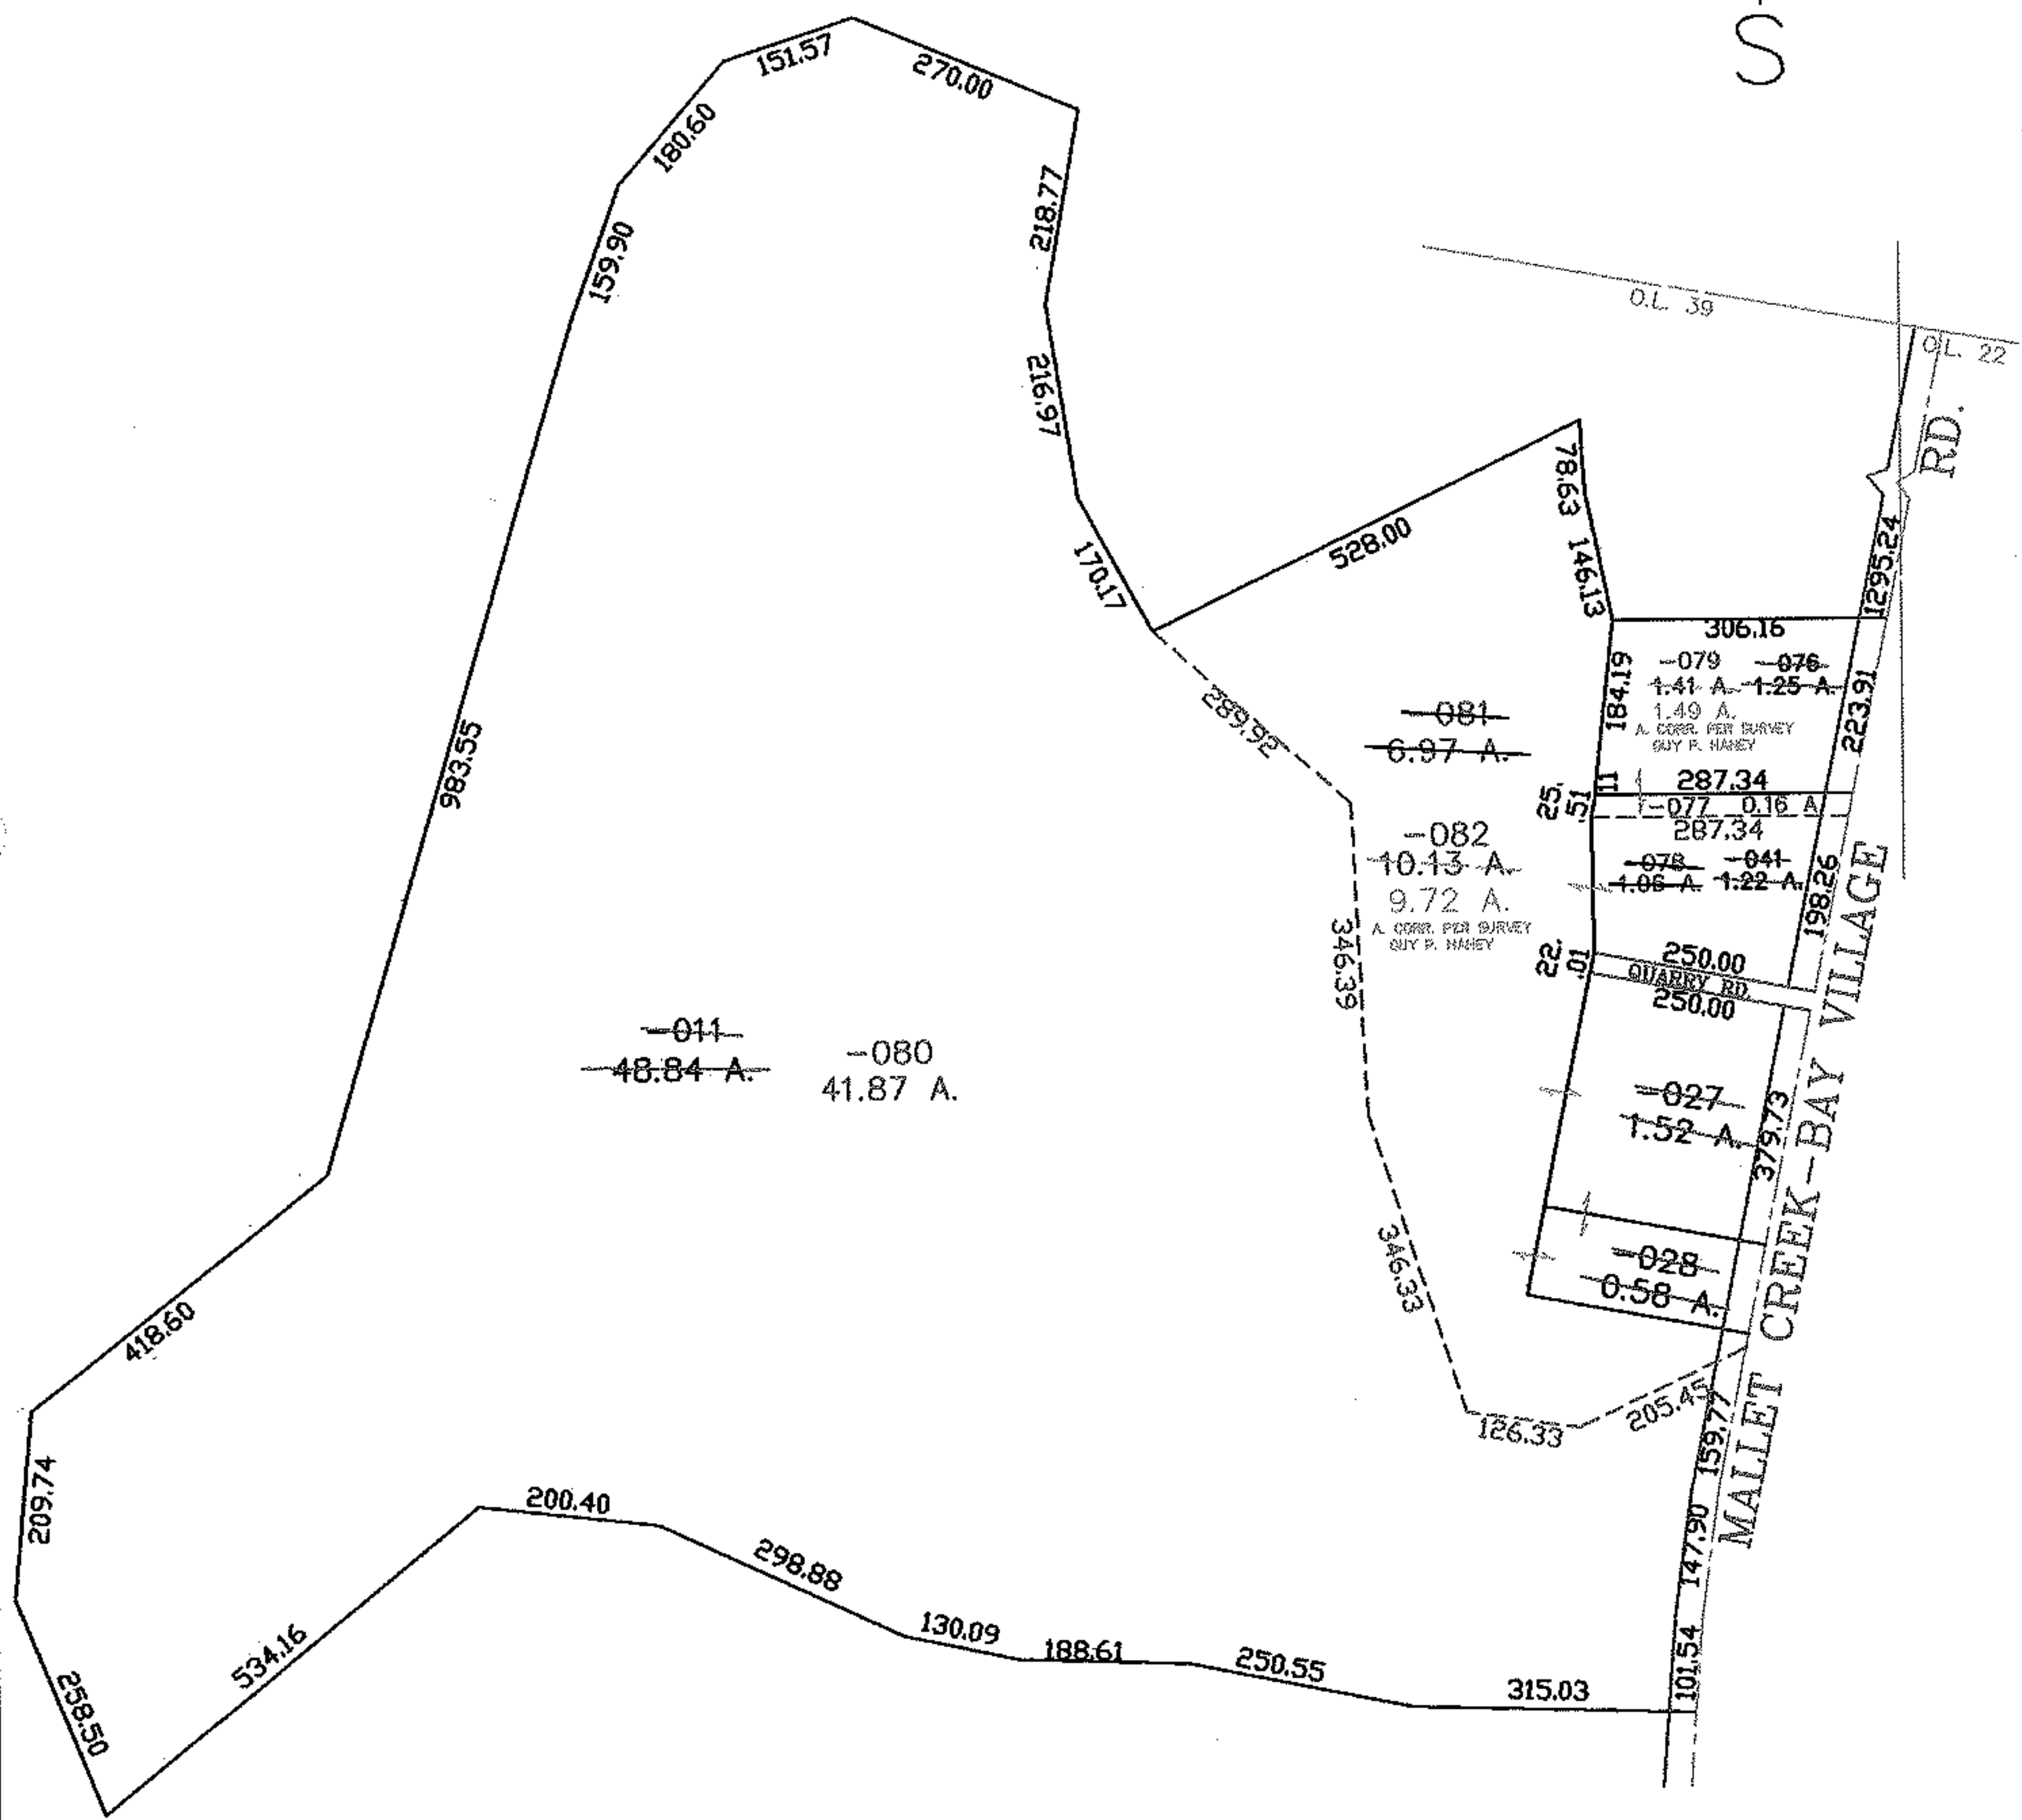 S
151.57
270.00
180.60
218.77
159.90
O.L. 39
O.L. 22
216.97
RD.
78.63
528.00
146.13
170.17
1295.24
306.16
-079 -076
1.41 A. 1.25 A.
1.49 A.
A. CORR. PER SURVEY
GUY P. HANEY
184.19
223.91
289.92
-081
6.97 A.
983.55
11
287.34
25.
.51
-077 0.16 A
287.34
-082
10.13 A.
9.72 A.
A. CORR. PER SURVEY
GUY P. HANEY
-078 -041
1.06 A. 1.22 A.
198.26
346.39
22.
.01
250.00
QUARRY RD.
250.00
-011
48.84 A.
-080
41.87 A.
-027
1.52 A.
379.73
MALLET CREEK-BAY VILLAGE
346.33
-028
0.58 A.
418.60
205.45
126.33
159.77
209.74
200.40
147.90
298.88
534.16
130.09
188.61
250.55
101.54
315.03
258.50